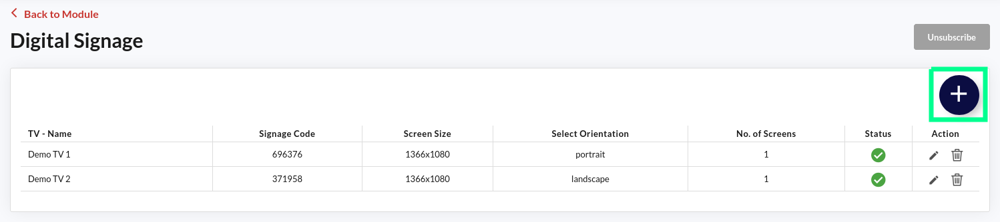 Back to Module
Digital Signage
Unsubscribe
TV - Name Signage Code Screen Size Select Orientation No. of Screens Status Action
Demo TV 1 696376 1366x1080 portrait 1
Demo TV 2 371958 1366x1080 landscape 1